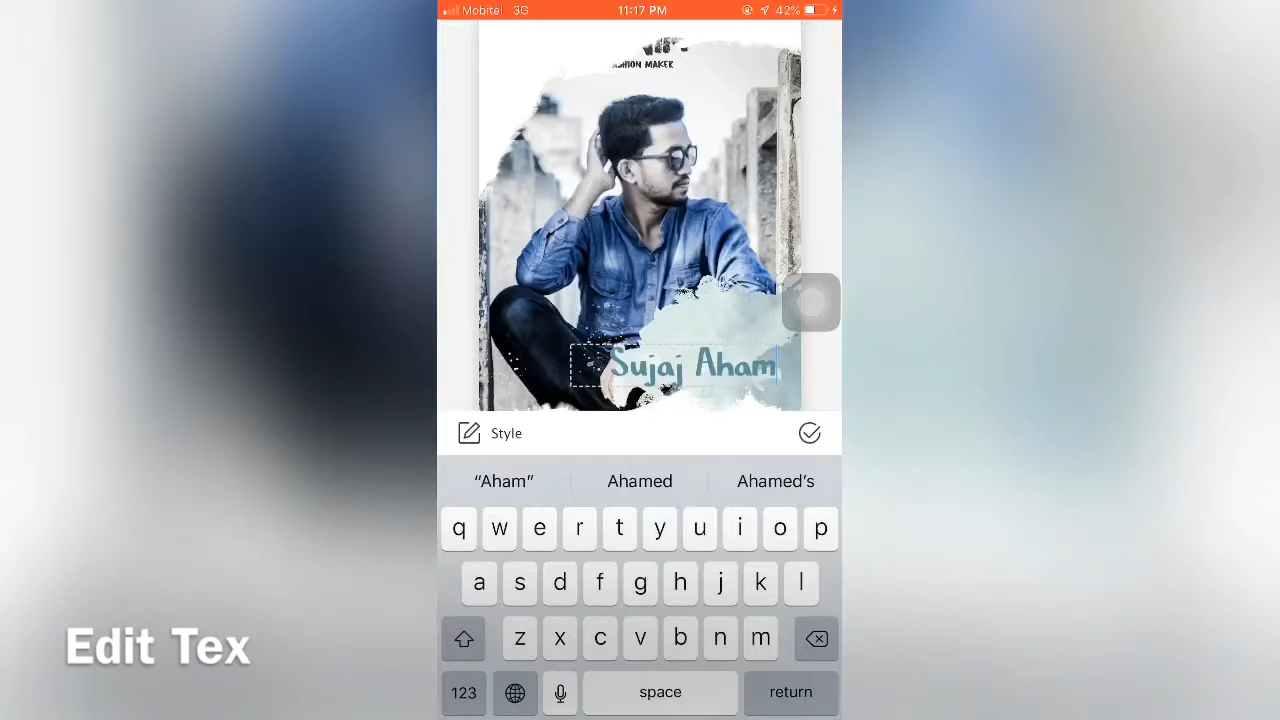 Mobitel 3G 11:17 PM 42%
FASHION MAKER
Sujaj Aham
Style
“Aham” Ahamed Ahamed's
q w e r t y u i o p
a s d f g h j k l
z x c v b n m
123 space return
Edit Tex